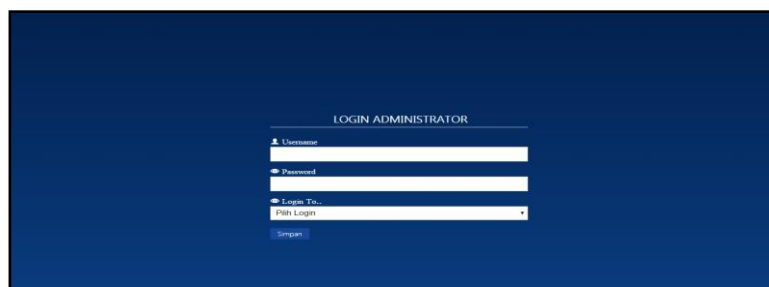 LOGIN ADMINISTRATOR
Username
Password
Login To..
Pilih Login
Simpan